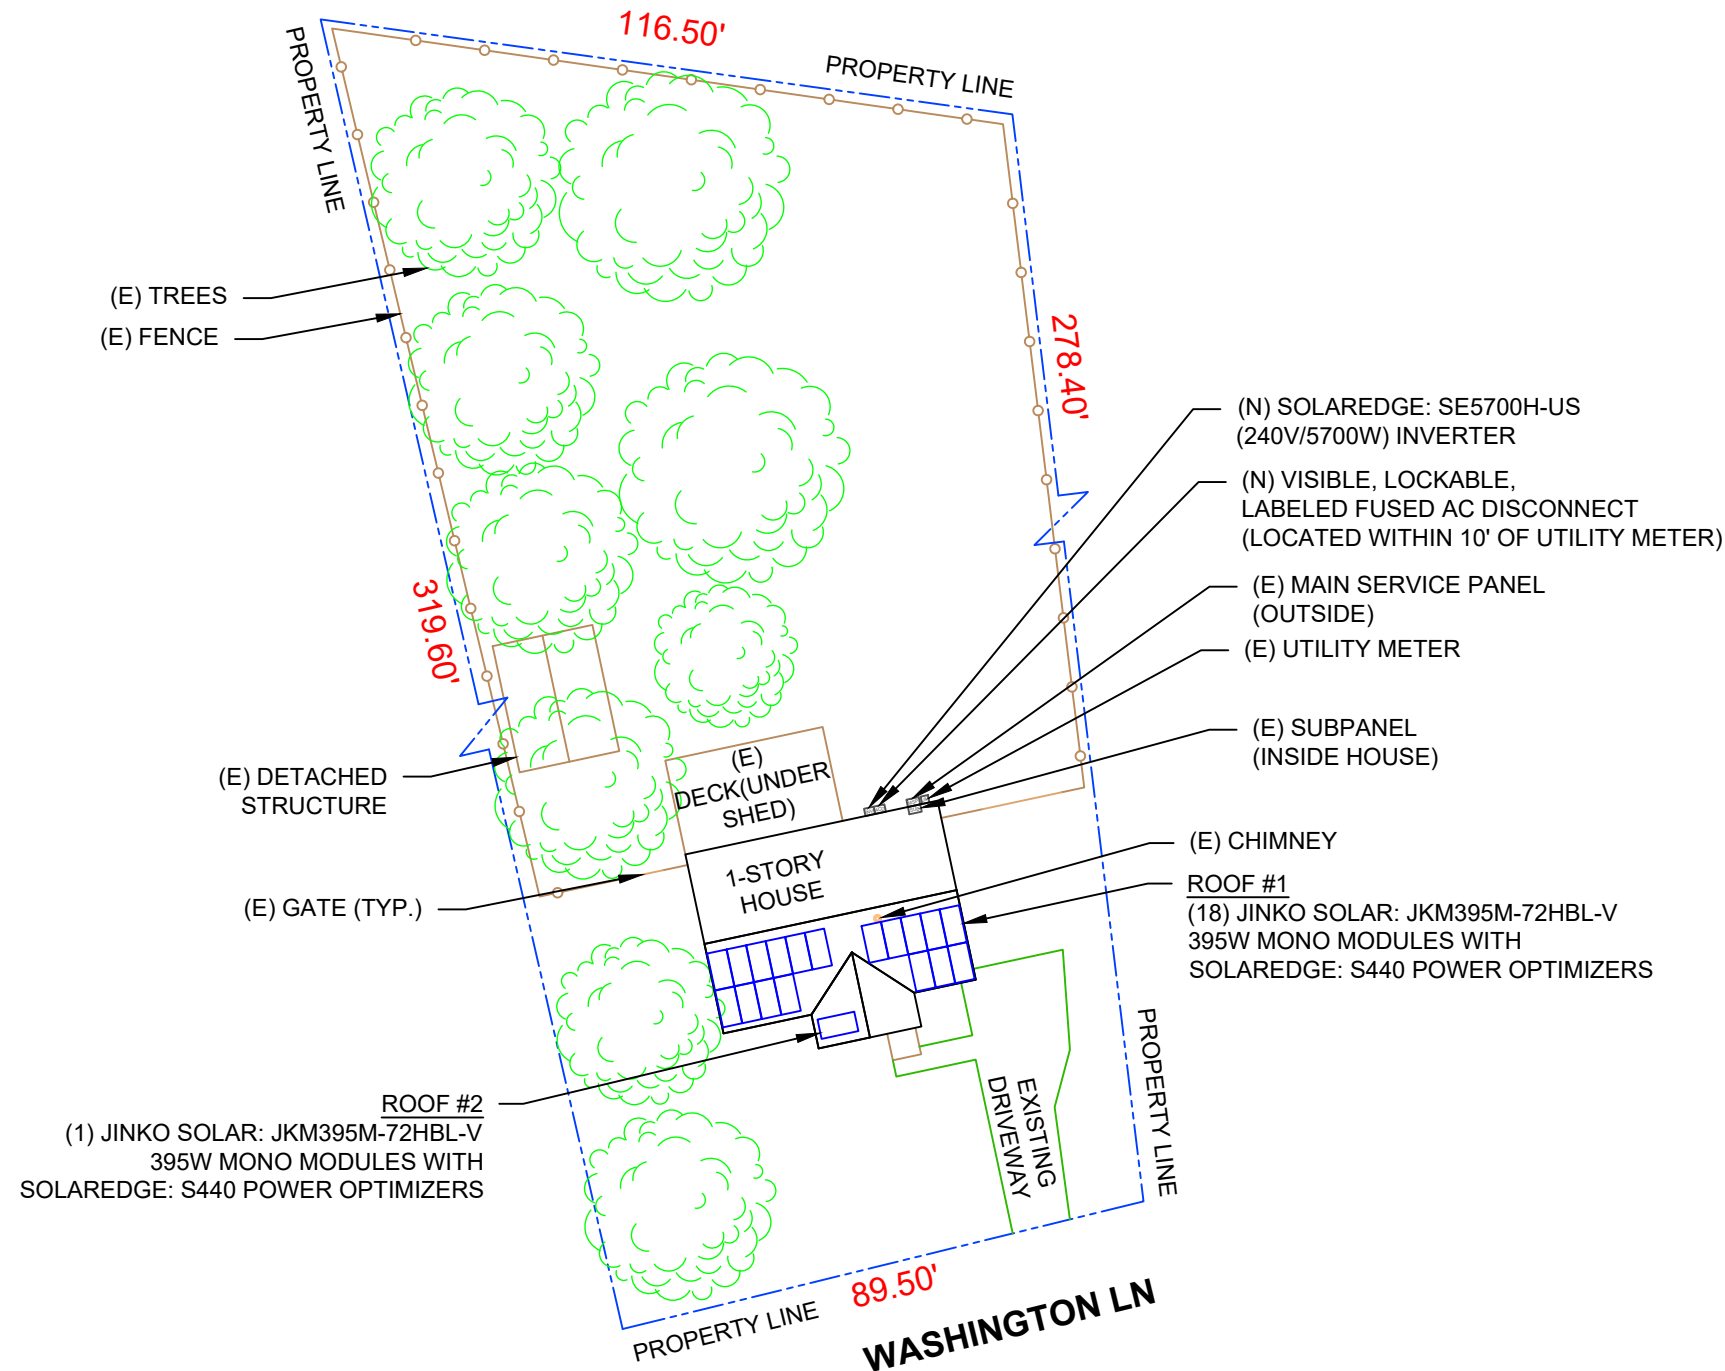 116.50'
PROPERTY LINE
PROPERTY LINE
(E) TREES
(E) FENCE
278.40'
(N) SOLAREDGE: SE5700H-US
(240V/5700W) INVERTER
(N) VISIBLE, LOCKABLE,
LABELED FUSED AC DISCONNECT
(LOCATED WITHIN 10' OF UTILITY METER)
(E) MAIN SERVICE PANEL
(OUTSIDE)
(E) UTILITY METER
319.60'
(E) SUBPANEL
(INSIDE HOUSE)
(E) DETACHED
STRUCTURE
(E)
DECK(UNDER
SHED)
(E) CHIMNEY
1-STORY
HOUSE
(E) GATE (TYP.)
ROOF #1
(18) JINKO SOLAR: JKM395M-72HBL-V
395W MONO MODULES WITH
SOLAREDGE: S440 POWER OPTIMIZERS
ROOF #2
(1) JINKO SOLAR: JKM395M-72HBL-V
395W MONO MODULES WITH
SOLAREDGE: S440 POWER OPTIMIZERS
EXISTING
DRIVEWAY
PROPERTY LINE
PROPERTY LINE
89.50'
WASHINGTON LN